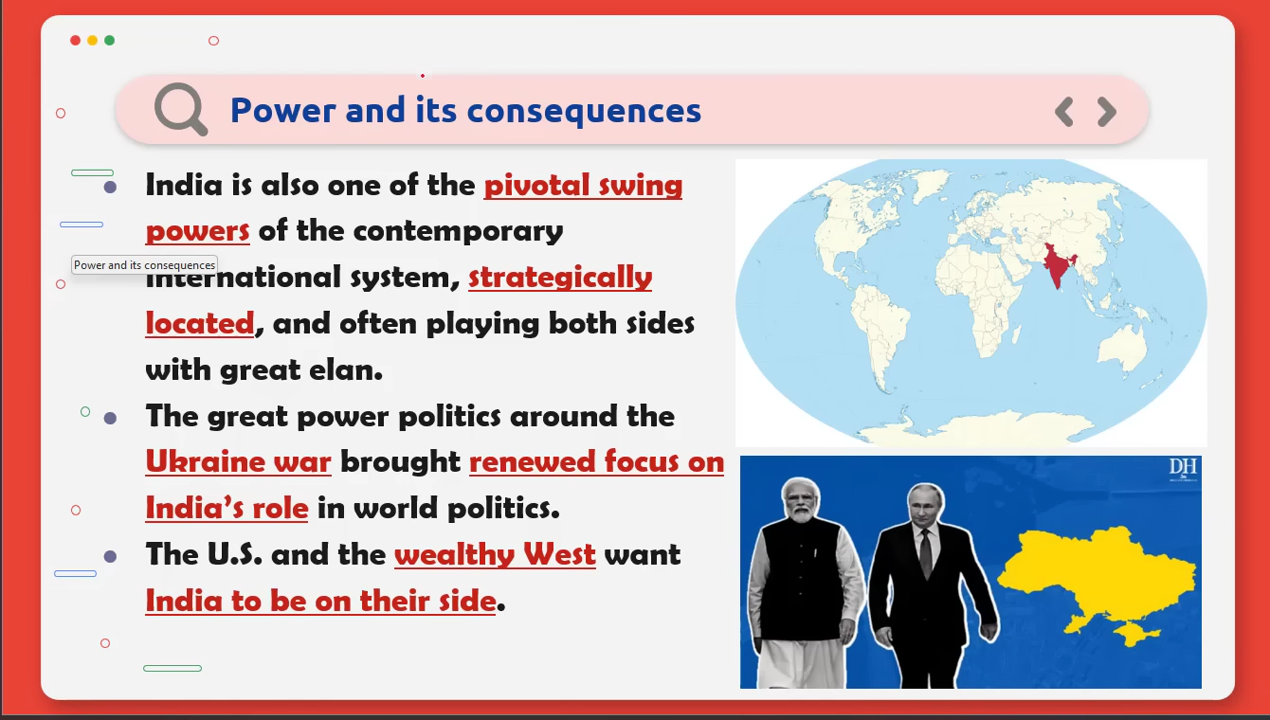 Power and its consequences
India is also one of the pivotal swing
powers of the contemporary
Power and its consequences
international system, strategically
located, and often playing both sides
with great elan.
The great power politics around the
Ukraine war brought renewed focus on
India's role in world politics.
The U.S. and the wealthy West want
India to be on their side.
DH